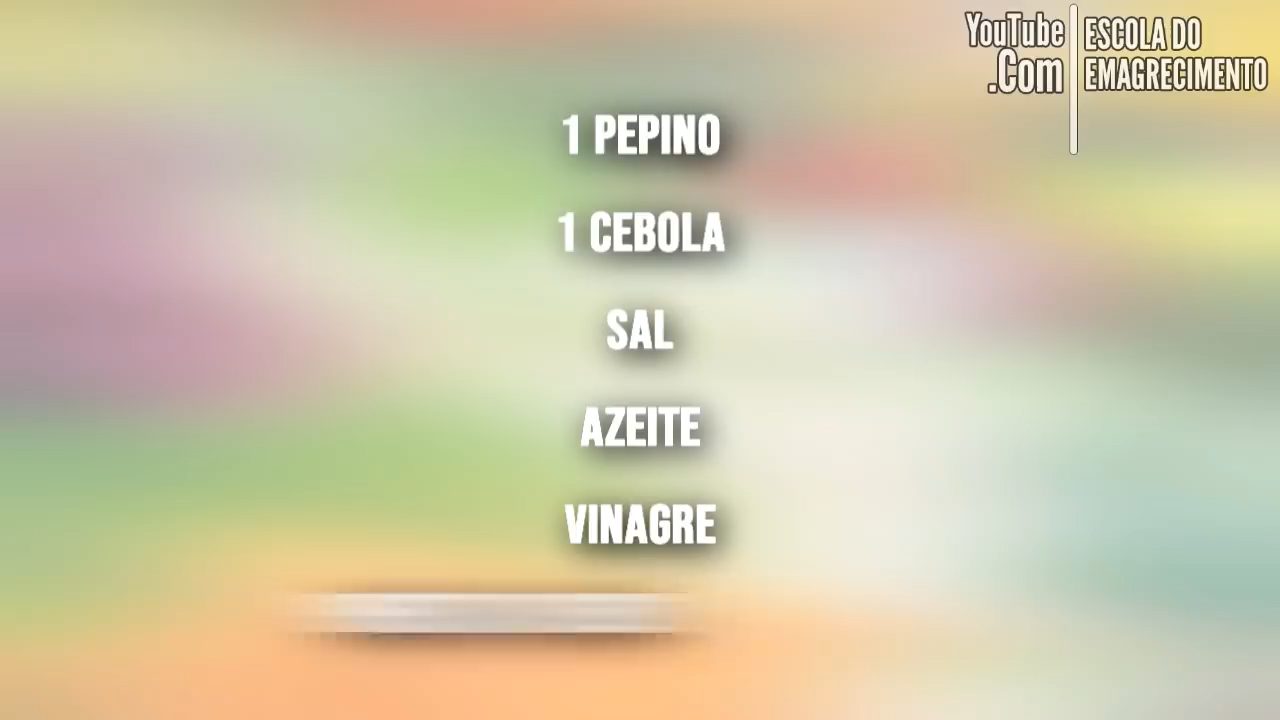 YouTube
.Com
ESCOLA DO
EMAGRECIMENTO
1 PEPINO
1 CEBOLA
SAL
AZEITE
VINAGRE